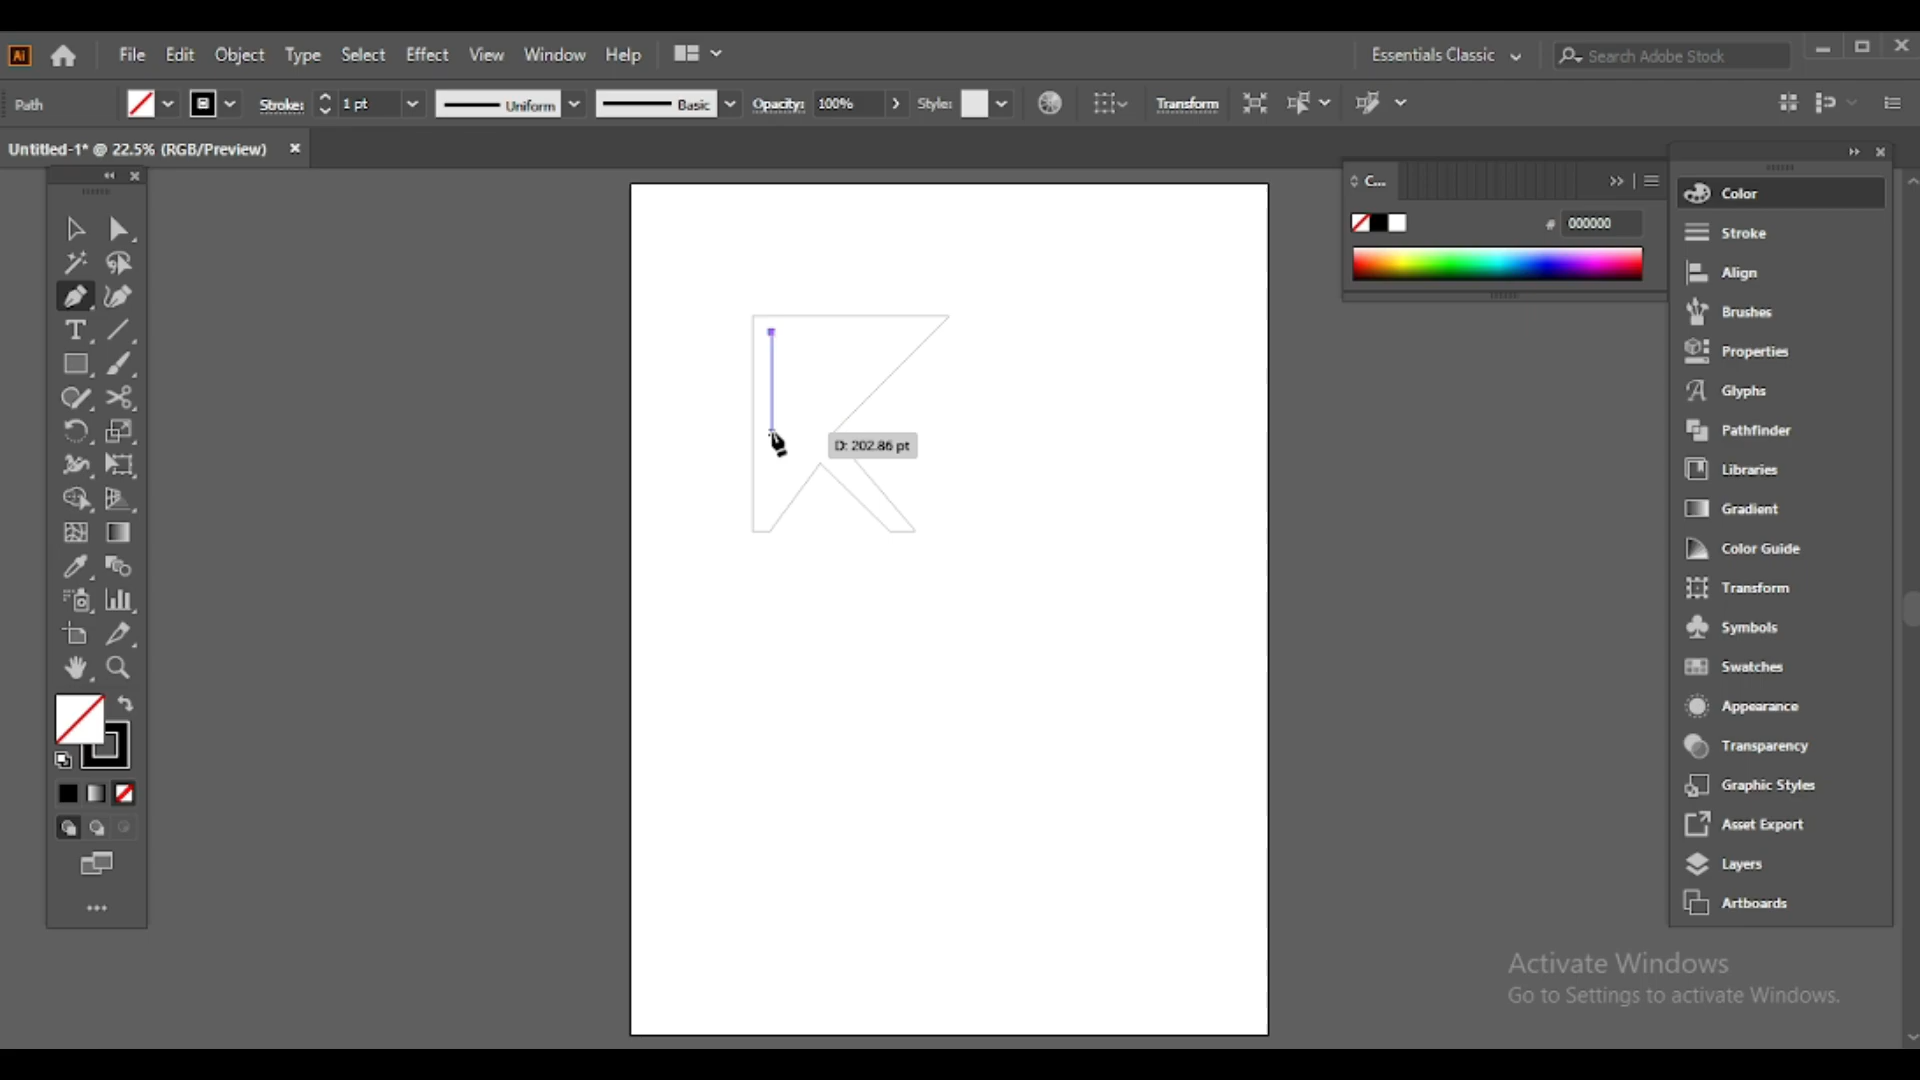 Ai File Edit Object Type Select Effect View Window Help Essentials Classic Search Adobe Stock
Path Stroke: 1 pt Uniform Basic Opacity: 100% Style: Transform
Untitled-1* @ 22.5% (RGB/Preview)
C...
# 000000
Color
Stroke
Align
Brushes
Properties
Glyphs
Pathfinder
Libraries
Gradient
Color Guide
Transform
Symbols
Swatches
Appearance
Transparency
Graphic Styles
Asset Export
Layers
Artboards
D: 202.86 pt
Activate Windows
Go to Settings to activate Windows.